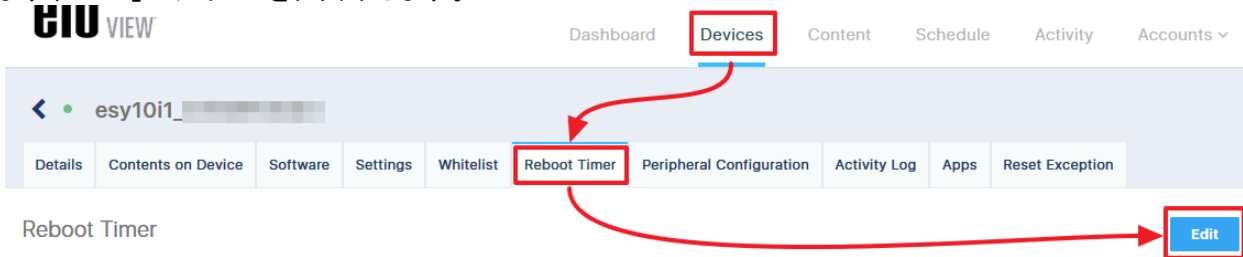 elo VIEW
Dashboard Devices Content Schedule Activity Accounts
esy10i1_
Details Contents on Device Software Settings Whitelist Reboot Timer Peripheral Configuration Activity Log Apps Reset Exception
Reboot Timer
Edit